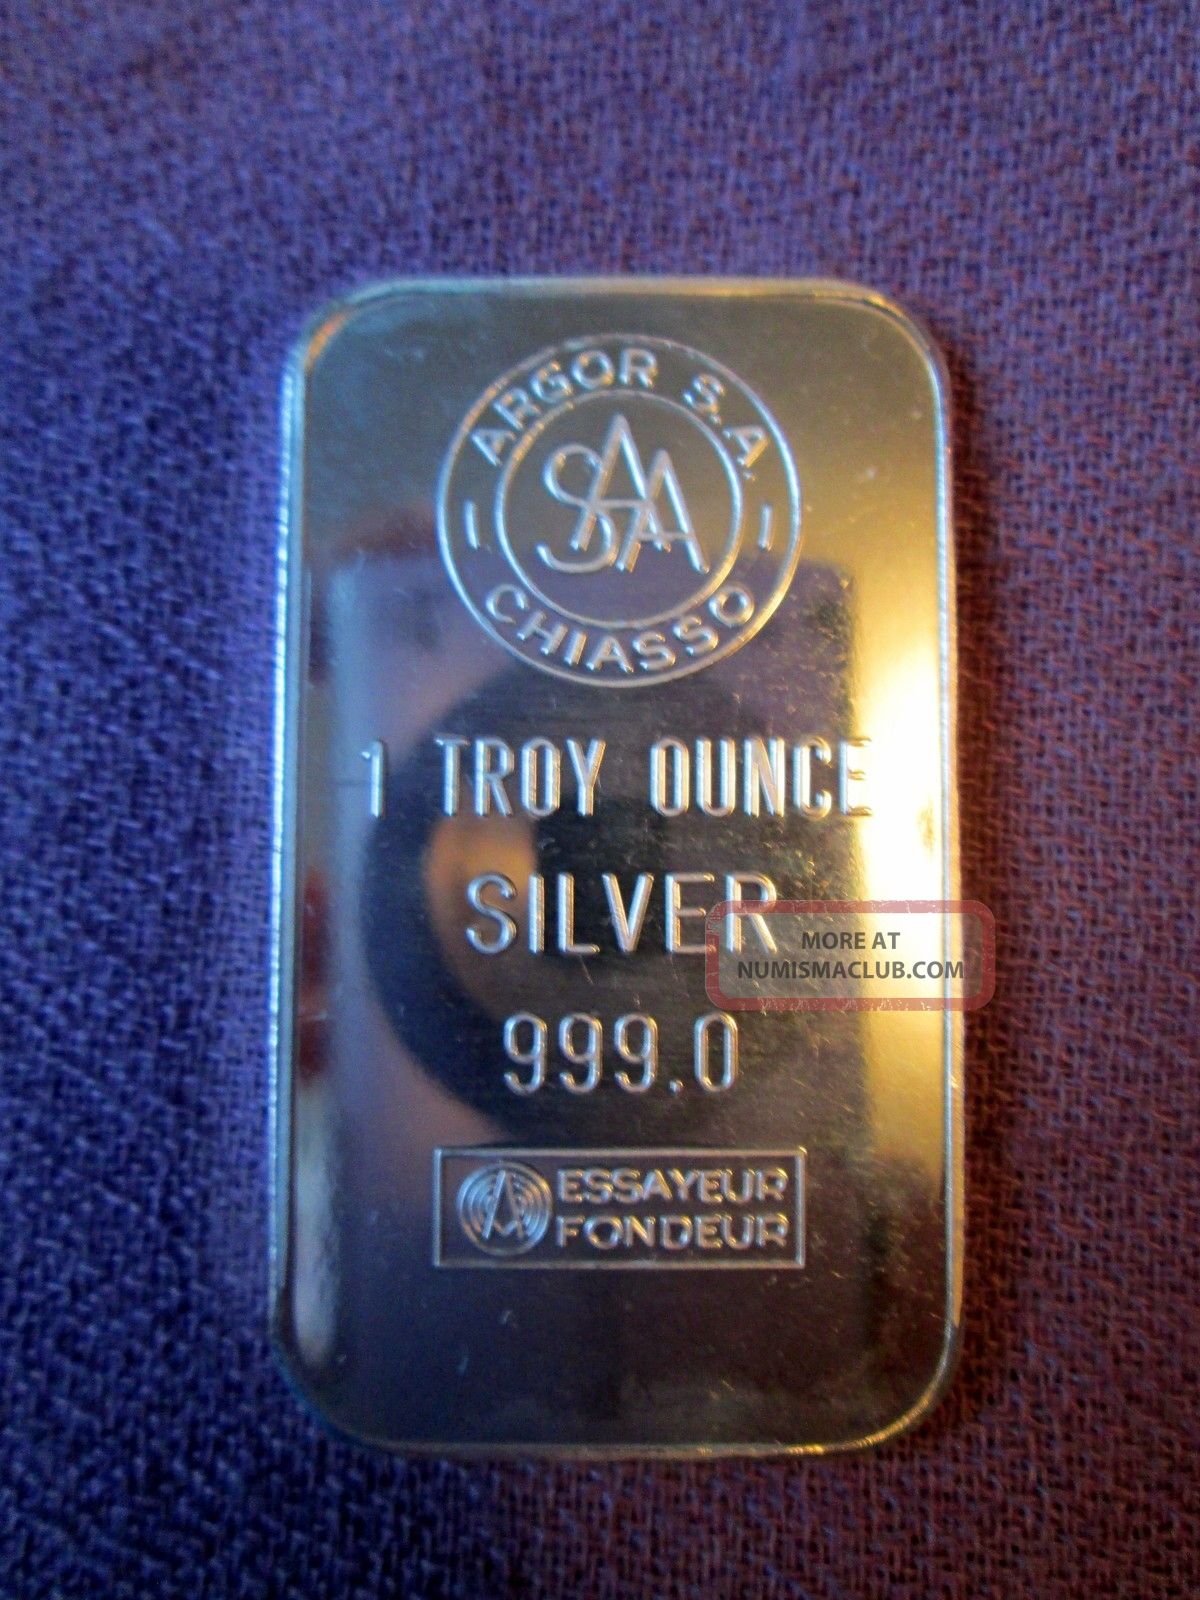 ARGOR S.A.
SAA
CHIASSO
1 TROY OUNCE
SILVER
MORE AT
NUMISMACLUB.COM
999.0
ESSAYEUR
FONDEUR